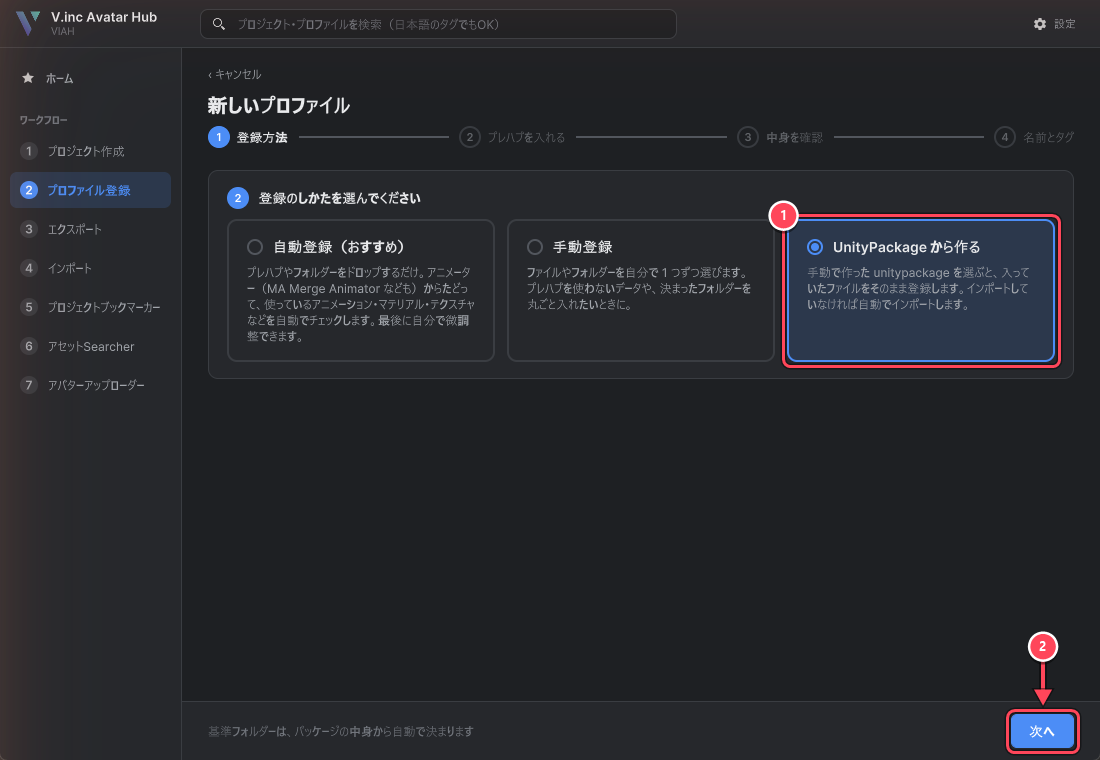 V.inc Avatar Hub
VIAH
プロジェクト・プロファイルを検索（日本語のタグでもOK）
設定
ホーム
ワークフロー
1 プロジェクト作成
2 プロファイル登録
3 エクスポート
4 インポート
5 プロジェクトブックマーカー
6 アセットSearcher
7 アバターアップローダー
‹ キャンセル
新しいプロファイル
1 登録方法
2 プレハブを入れる
3 中身を確認
4 名前とタグ
2 登録のしかたを選んでください
自動登録（おすすめ）
プレハブやフォルダーをドロップするだけ。アニメータ
ー（MA Merge Animator なども）からたどっ
て、使っているアニメーション・マテリアル・テクスチャ
などを自動でチェックします。最後に自分で微調
整できます。
手動登録
ファイルやフォルダーを自分で 1 つずつ選びます。
プレハブを使わないデータや、決まったフォルダーを
丸ごと入れたいときに。
1
UnityPackage から作る
手動で作った unitypackage を選ぶと、入って
いたファイルをそのまま登録します。インポートして
いなければ自動でインポートします。
2
基準フォルダーは、パッケージの中身から自動で決まります
次へ